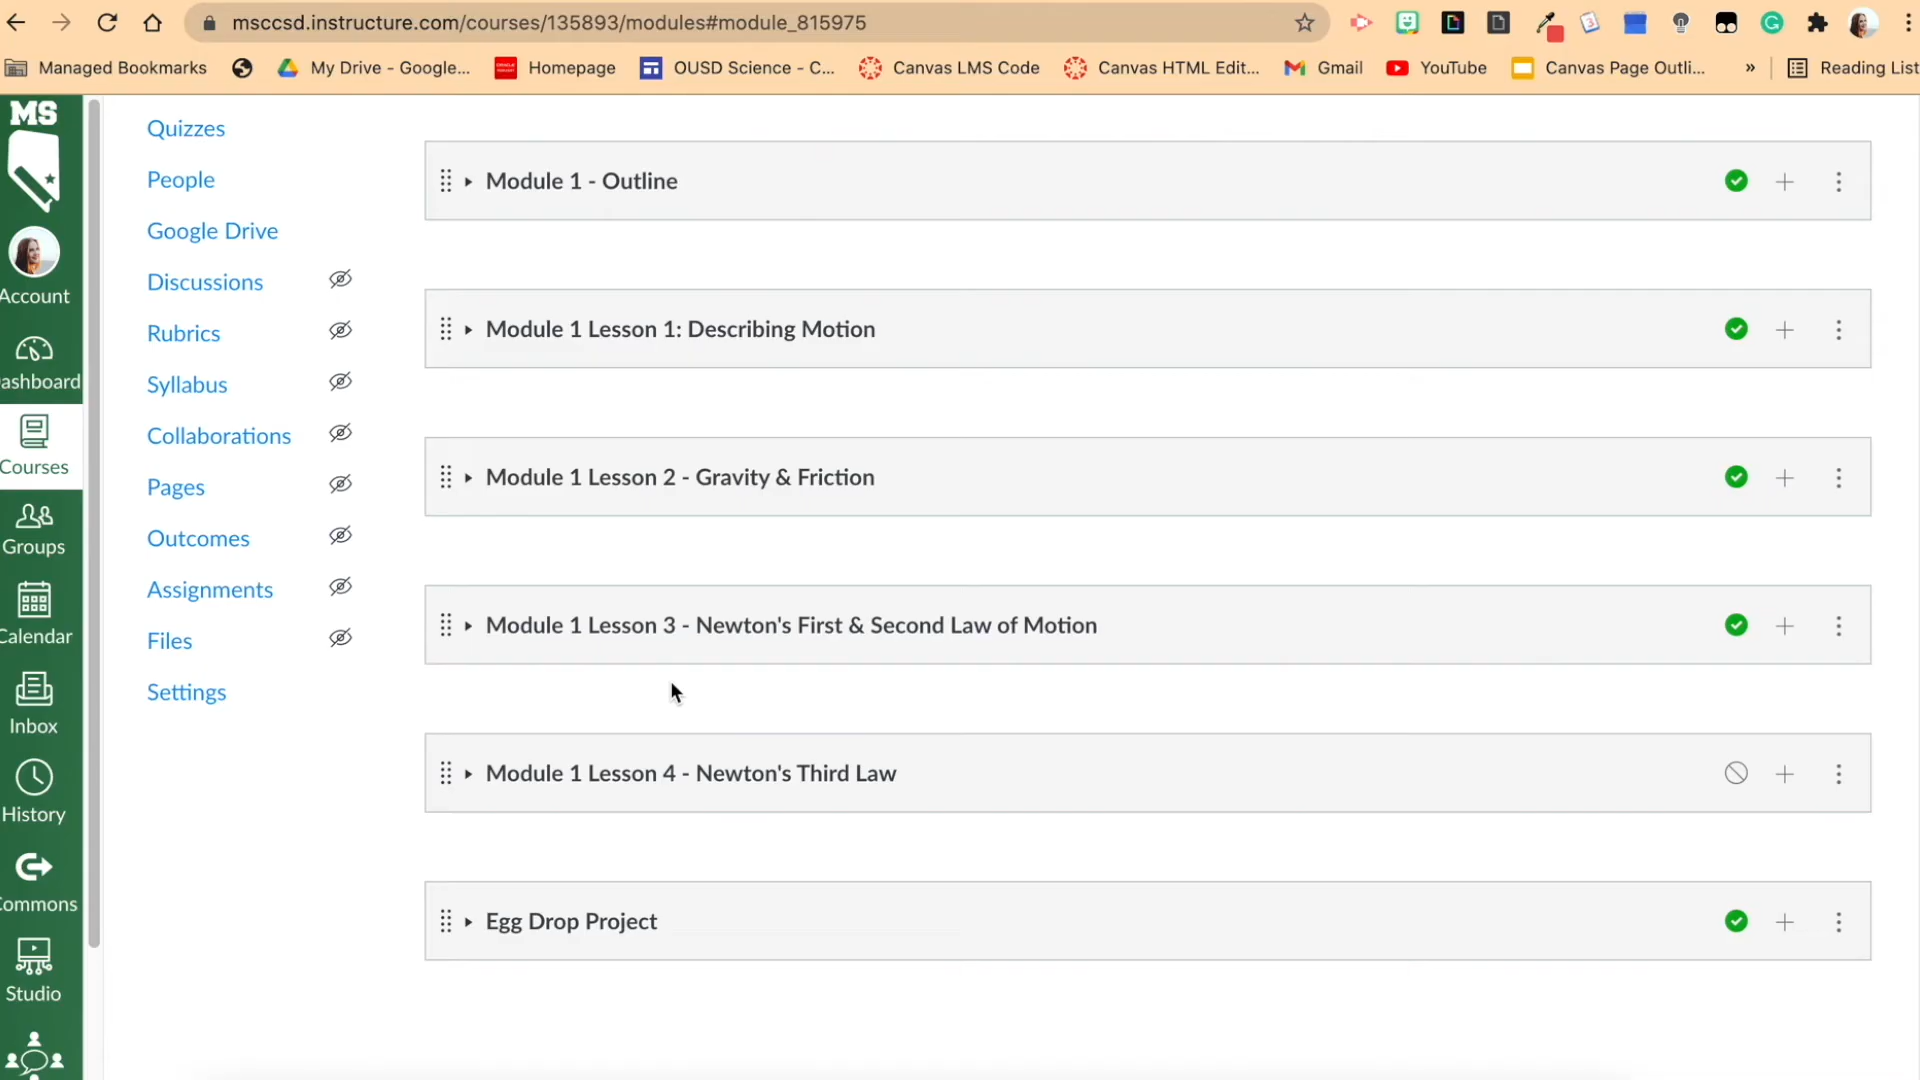 msccsd.instructure.com/courses/135893/modules#module_815975
Managed Bookmarks
My Drive - Google...
Homepage
OUSD Science - C...
Canvas LMS Code
Canvas HTML Edit...
Gmail
YouTube
Canvas Page Outli...
»
Reading List
MS
Account
ashboard
Courses
Groups
Calendar
Inbox
History
ommons
Studio
Quizzes
People
Google Drive
Discussions
Rubrics
Syllabus
Collaborations
Pages
Outcomes
Assignments
Files
Settings
Module 1 - Outline
Module 1 Lesson 1: Describing Motion
Module 1 Lesson 2 - Gravity & Friction
Module 1 Lesson 3 - Newton's First & Second Law of Motion
Module 1 Lesson 4 - Newton's Third Law
Egg Drop Project